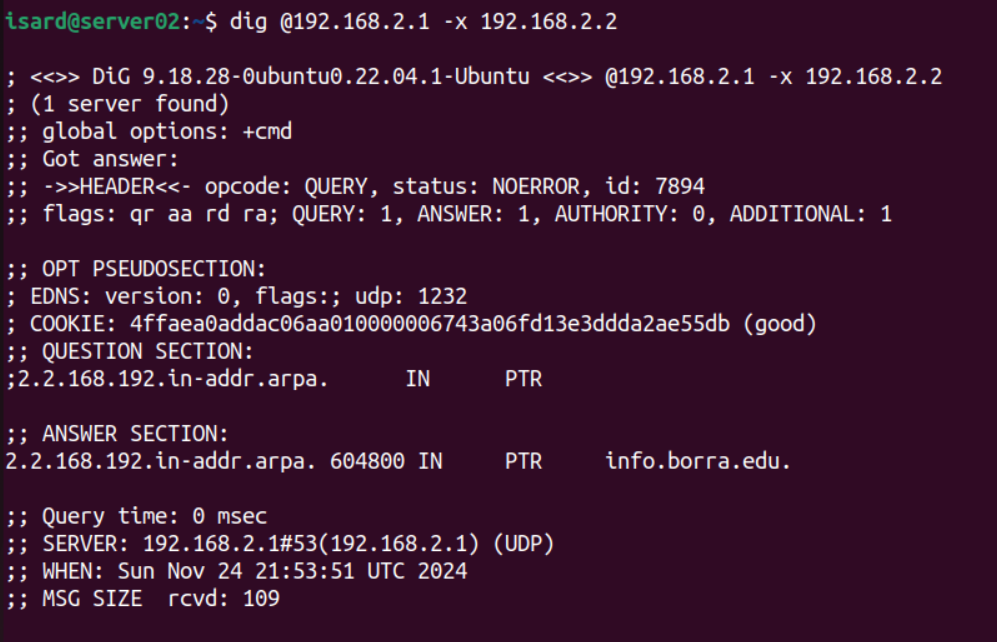 isard@server02:~$ dig @192.168.2.1 -x 192.168.2.2
; <<>> DiG 9.18.28-0ubuntu0.22.04.1-Ubuntu <<>> @192.168.2.1 -x 192.168.2.2
; (1 server found)
;; global options: +cmd
;; Got answer:
;; ->>HEADER<<- opcode: QUERY, status: NOERROR, id: 7894
;; flags: qr aa rd ra; QUERY: 1, ANSWER: 1, AUTHORITY: 0, ADDITIONAL: 1
;; OPT PSEUDOSECTION:
; EDNS: version: 0, flags:; udp: 1232
; COOKIE: 4ffaea0addac06aa010000006743a06fd13e3ddda2ae55db (good)
;; QUESTION SECTION:
;2.2.168.192.in-addr.arpa. IN PTR
;; ANSWER SECTION:
2.2.168.192.in-addr.arpa. 604800 IN PTR info.borra.edu.
;; Query time: 0 msec
;; SERVER: 192.168.2.1#53(192.168.2.1) (UDP)
;; WHEN: Sun Nov 24 21:53:51 UTC 2024
;; MSG SIZE rcvd: 109